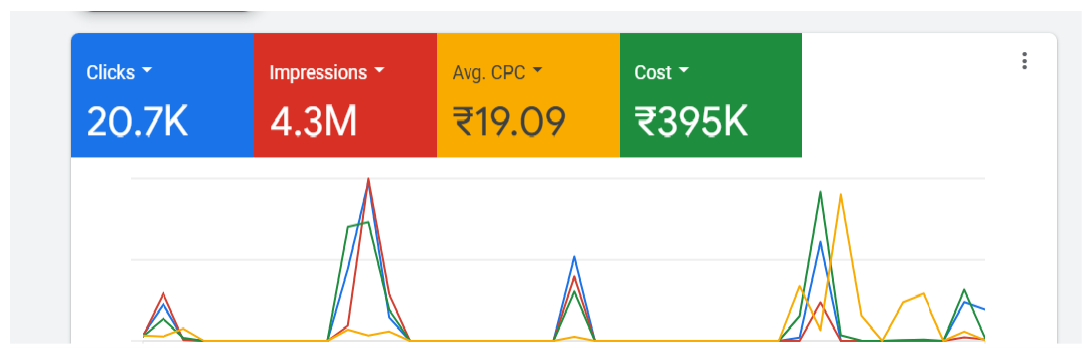 Clicks Impressions Avg. CPC Cost
20.7K 4.3M ₹19.09 ₹395K